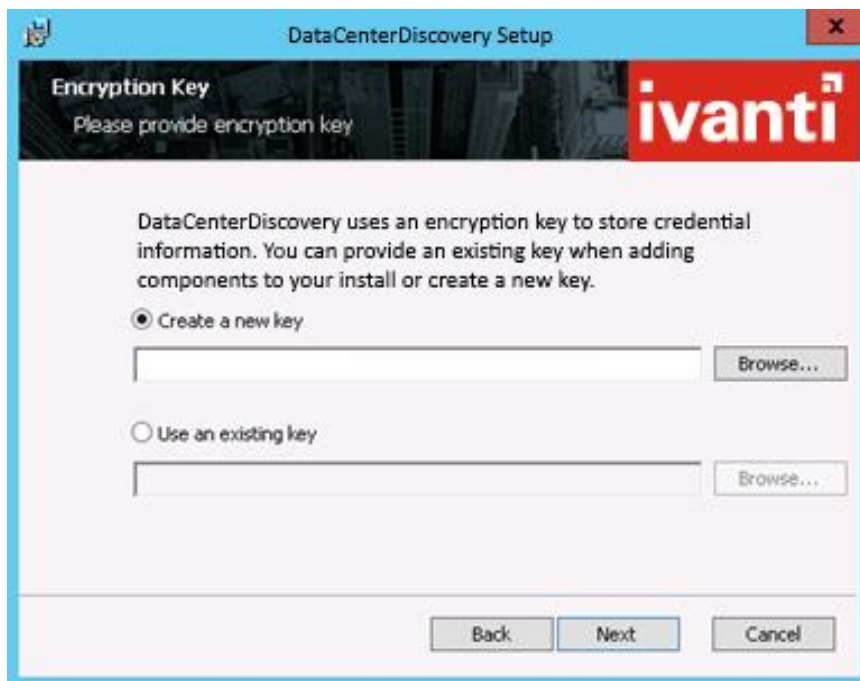 DataCenterDiscovery Setup
x
Encryption Key
Please provide encryption key
ivanti
DataCenterDiscovery uses an encryption key to store credential
information. You can provide an existing key when adding
components to your install or create a new key.
Create a new key
Browse...
Use an existing key
Browse...
Back
Next
Cancel